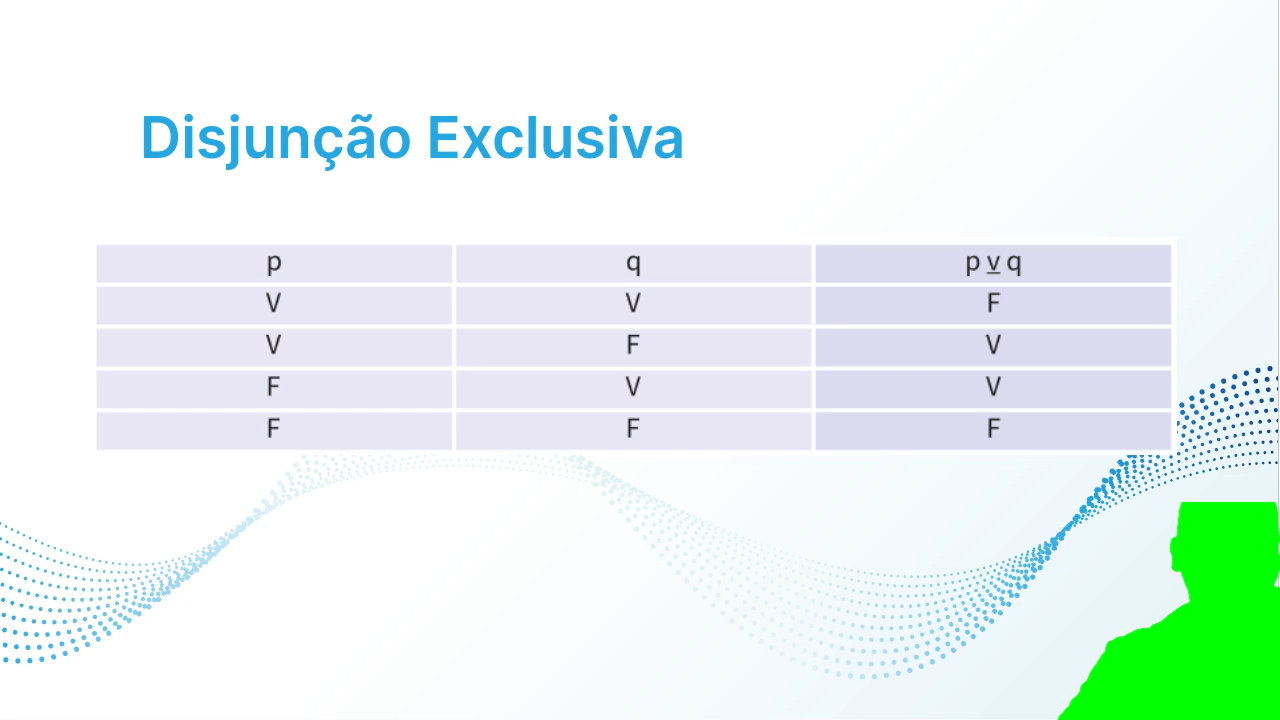 Disjunção Exclusiva
p q p v q
V V F
V F V
F V V
F F F